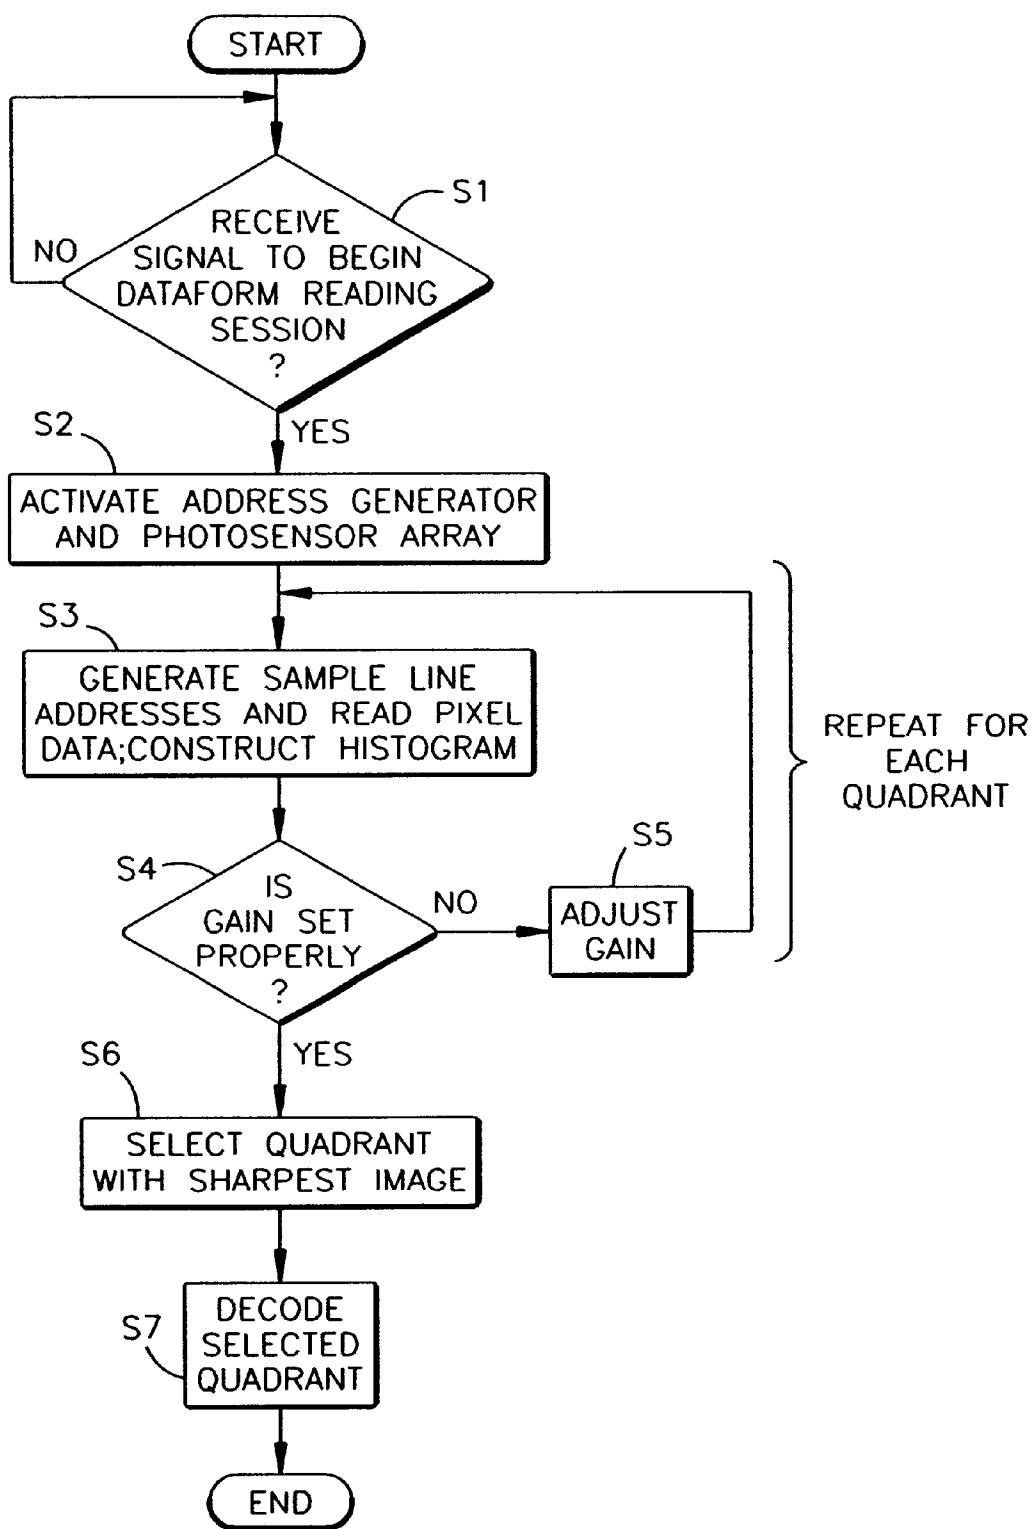 START
S1
RECEIVE
SIGNAL TO BEGIN
DATAFORM READING
SESSION
?
NO
YES
S2
ACTIVATE ADDRESS GENERATOR
AND PHOTOSENSOR ARRAY
S3
GENERATE SAMPLE LINE
ADDRESSES AND READ PIXEL
DATA;CONSTRUCT HISTOGRAM
REPEAT FOR
EACH
QUADRANT
S4
IS
GAIN SET
PROPERLY
?
NO
S5
ADJUST
GAIN
YES
S6
SELECT QUADRANT
WITH SHARPEST IMAGE
S7
DECODE
SELECTED
QUADRANT
END